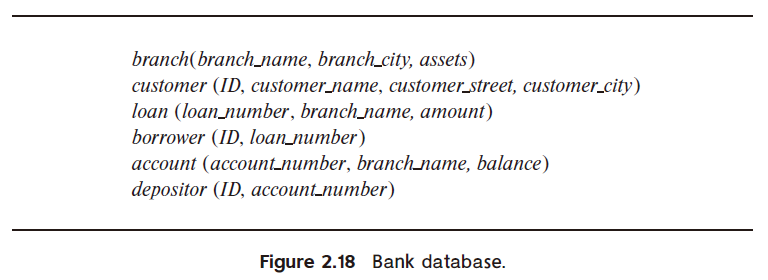 branch(branch_name, branch_city, assets)
customer (ID, customer_name, customer_street, customer_city)
loan (loan_number, branch_name, amount)
borrower (ID, loan_number)
account (account_number, branch_name, balance)
depositor (ID, account_number)
Figure 2.18 Bank database.